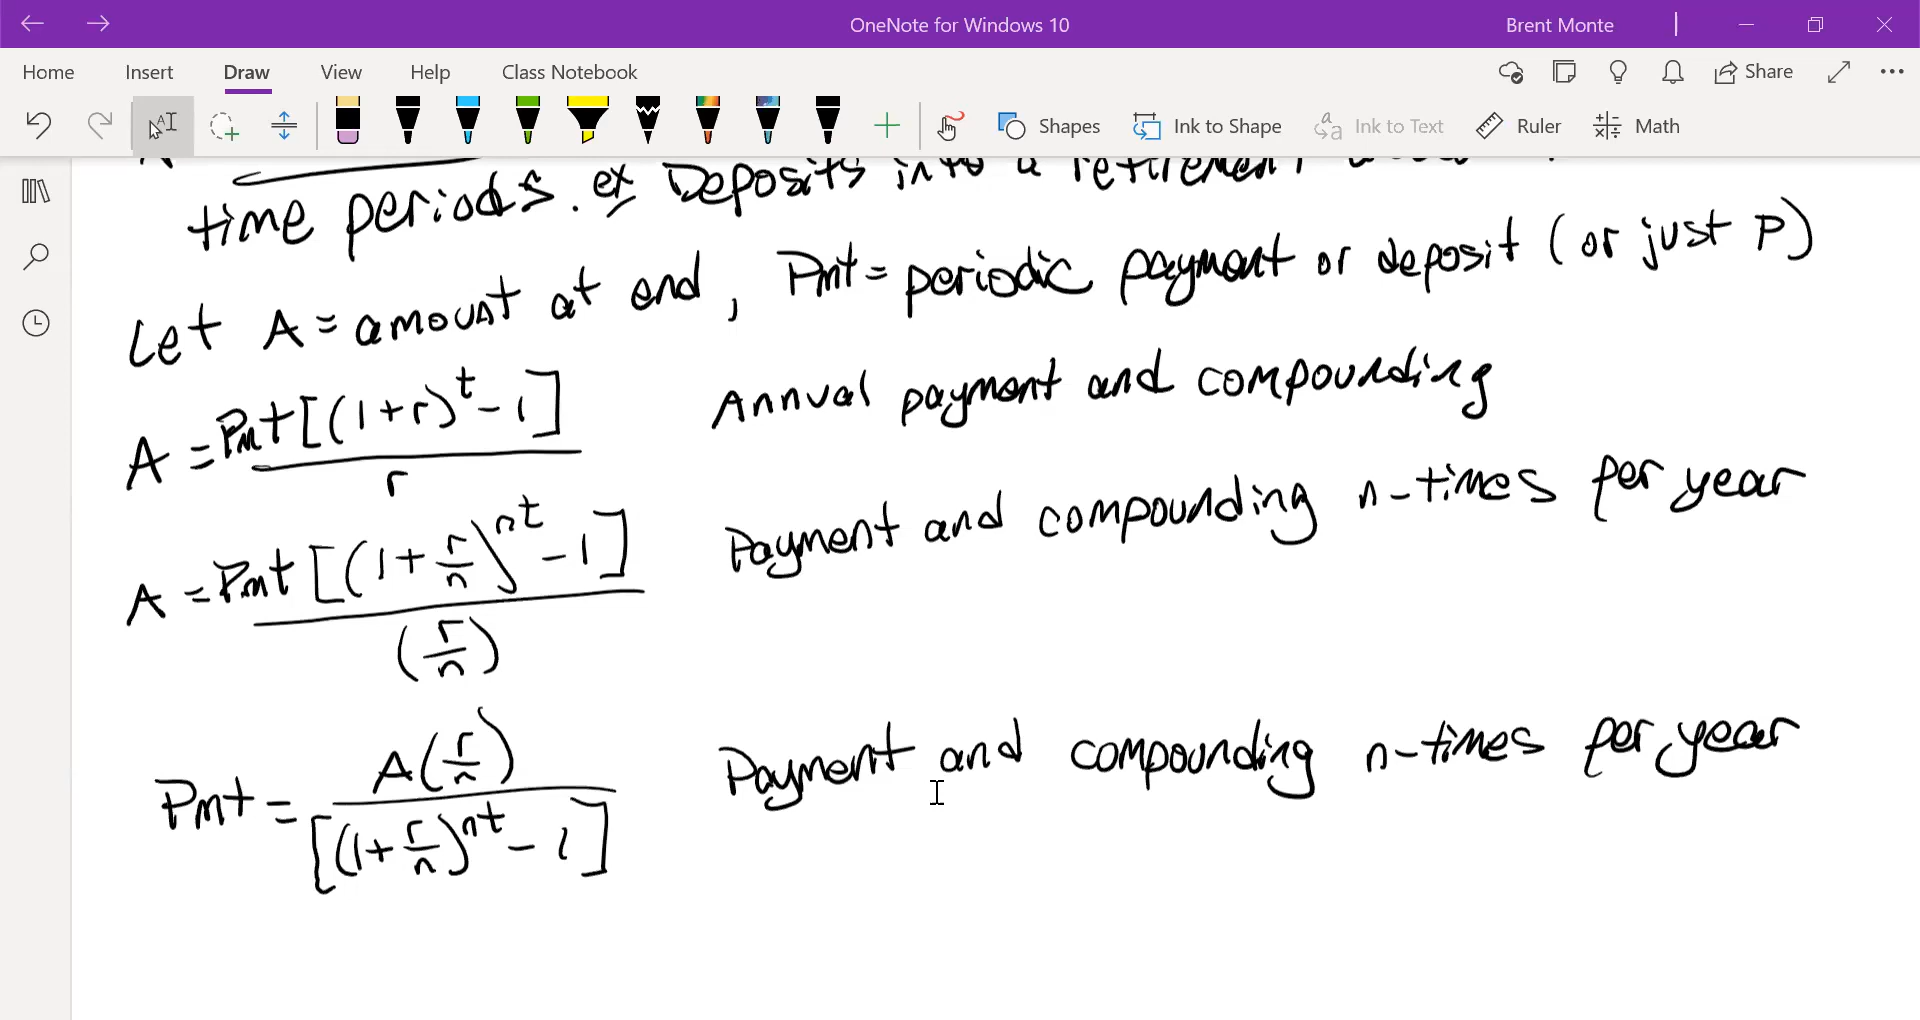 OneNote for Windows 10
Brent Monte
Home Insert Draw View Help Class Notebook
Share
Shapes Ink to Shape Ink to Text Ruler Math
time periods. ex Deposits into a retirement
Let A = amount at end, Pmt = periodic payment or deposit (or just P)
A = Pmt[(1+r)^t - 1] / r Annual payment and compounding
A = Pmt[(1+r/n)^nt - 1] / (r/n) Payment and compounding n-times per year
Pmt = A(r/n) / [(1+r/n)^nt - 1] Payment and compounding n-times per year